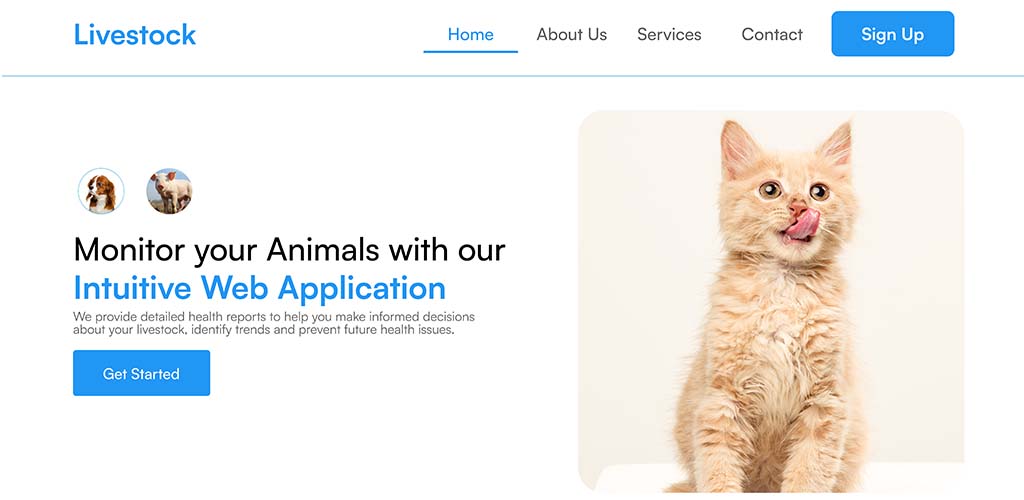 Livestock
Home
About Us
Services
Contact
Sign Up
Monitor your Animals with our
Intuitive Web Application
We provide detailed health reports to help you make informed decisions
about your livestock, identify trends and prevent future health issues.
Get Started